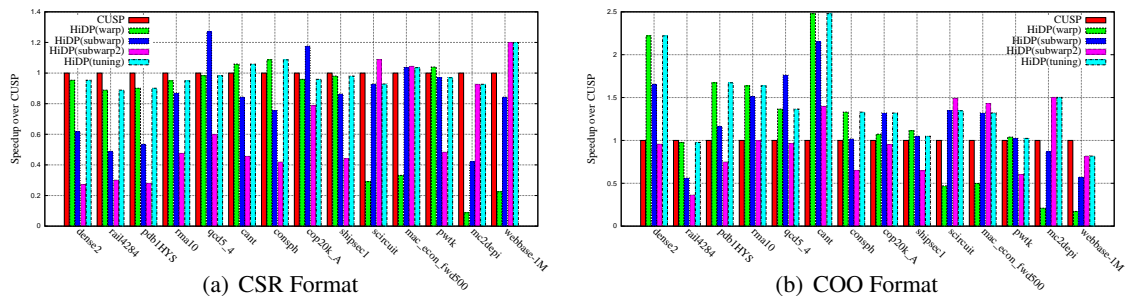 Speedup over CUSP
1.4
1.2
1
0.8
0.6
0.4
0.2
0
CUSP
HiDP(warp)
HiDP(subwarp)
HiDP(subwarp2)
HiDP(tuning)
dense2
rail4284
pdb1HYS
rma10
qcd5_4
cant
consph
cop20k_A
shipsec1
scircuit
mac_econ_fwd500
pwtk
mc2depi
webbase-1M
(a) CSR Format
Speedup over CUSP
2.5
2
1.5
1
0.5
0
CUSP
HiDP(warp)
HiDP(subwarp)
HiDP(subwarp2)
HiDP(tuning)
dense2
rail4284
pdb1HYS
rma10
qcd5_4
cant
consph
cop20k_A
shipsec1
scircuit
mac_econ_fwd500
pwtk
mc2depi
webbase-1M
(b) COO Format